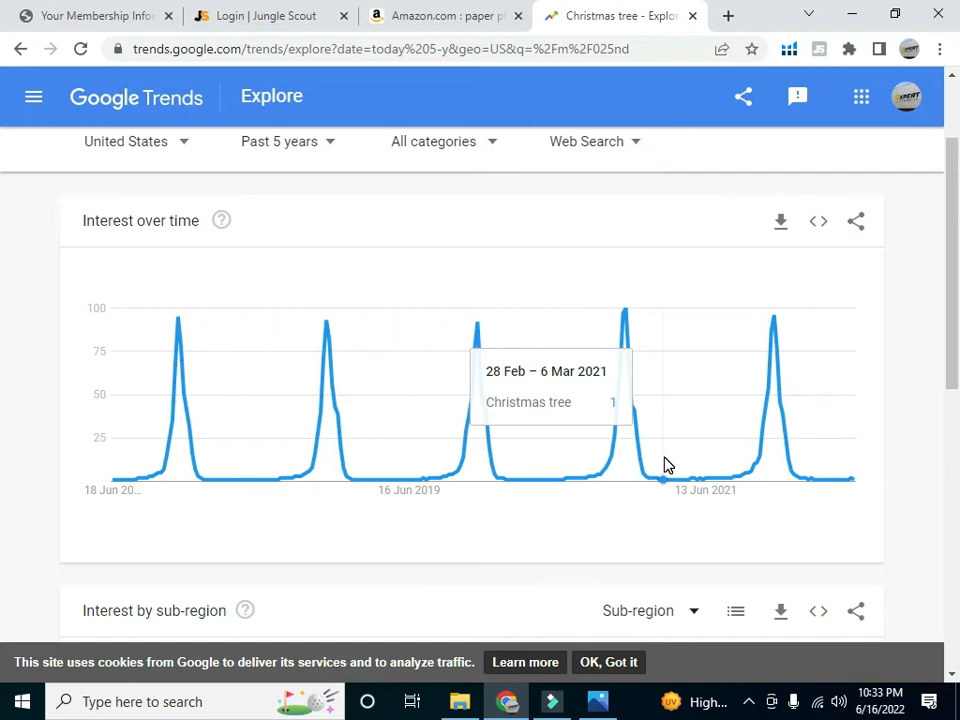 Your Membership Info
Login | Jungle Scout
Amazon.com : paper pl
Christmas tree - Explor
trends.google.com/trends/explore?date=today%205-y&geo=US&q=%2Fm%2F025nd
JS
Google Trends
Explore
EXPERT
United States
Past 5 years
All categories
Web Search
Interest over time
100
75
50
25
28 Feb – 6 Mar 2021
Christmas tree 1
18 Jun 20...
16 Jun 2019
13 Jun 2021
Interest by sub-region
Sub-region
This site uses cookies from Google to deliver its services and to analyze traffic.
Learn more
OK, Got it
Type here to search
High...
10:33 PM
6/16/2022